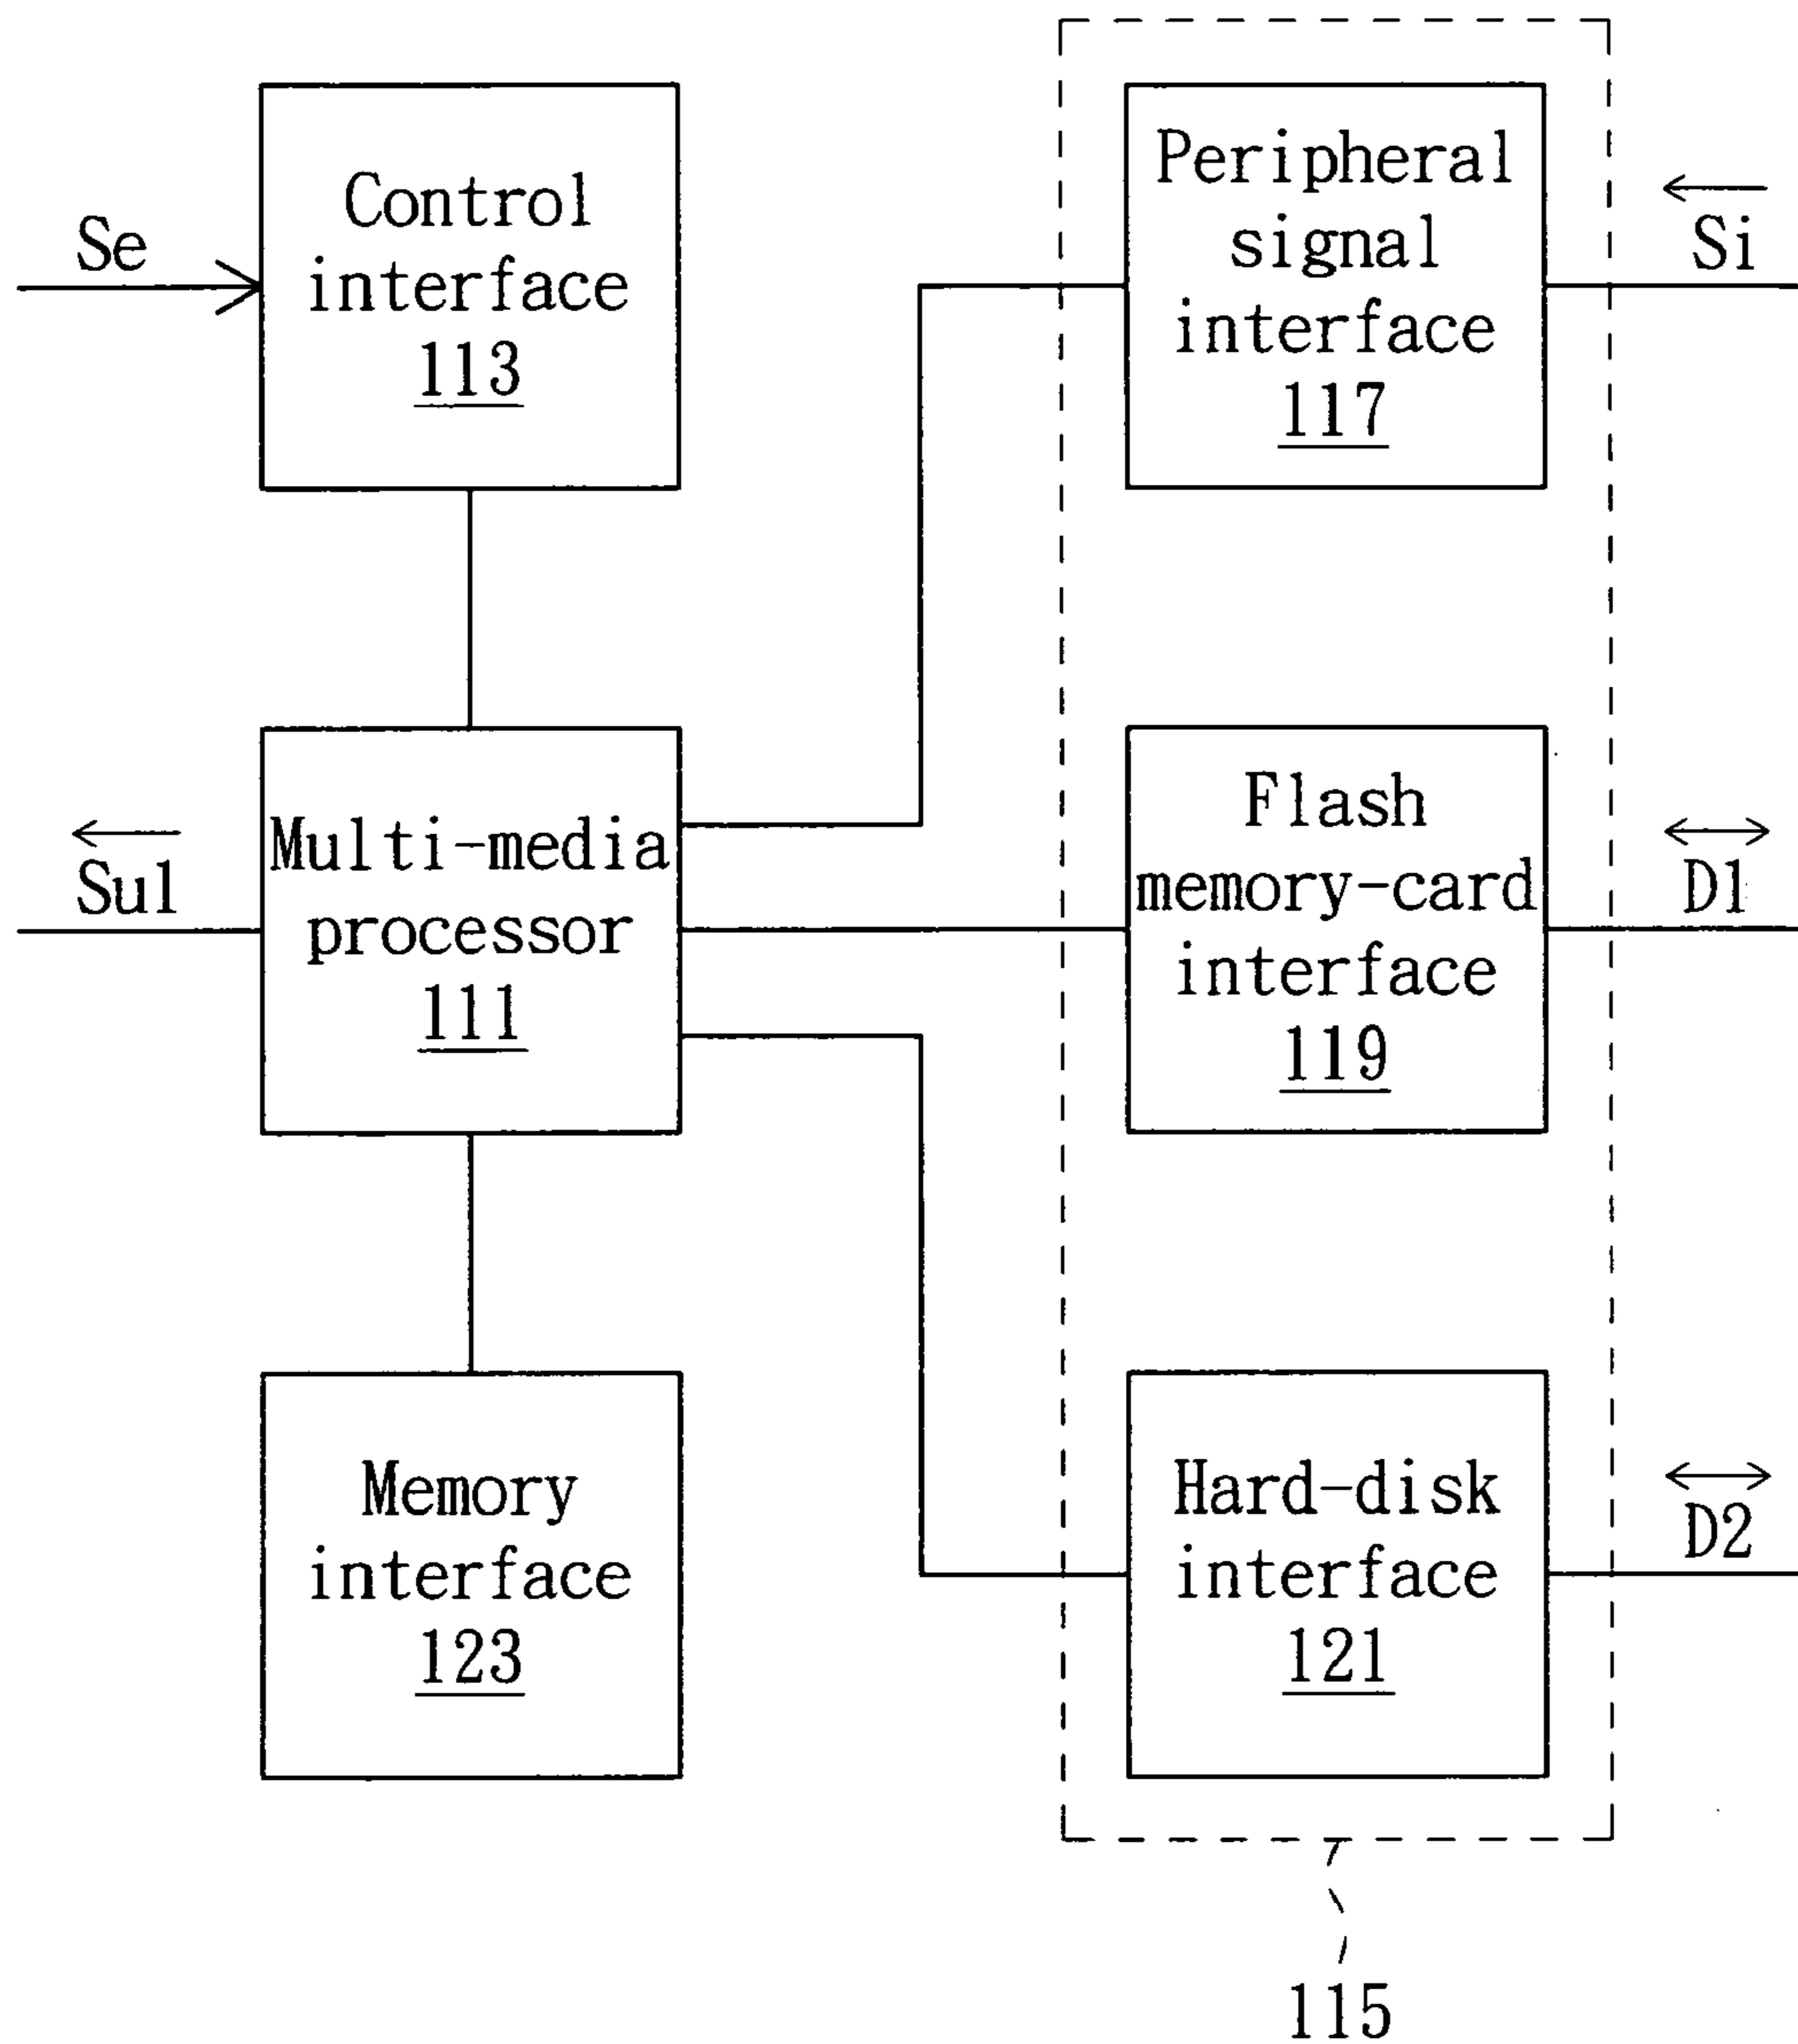 Se
Control
interface
113
Peripheral
signal
interface
117
Si
Su1
Multi-media
processor
111
Flash
memory-card
interface
119
D1
Memory
interface
123
Hard-disk
interface
121
D2
115